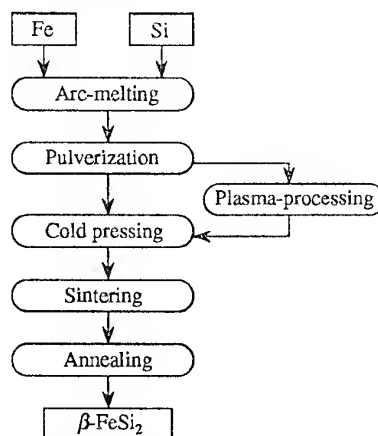 Fe
Si
Arc-melting
Pulverization
Plasma-processing
Cold pressing
Sintering
Annealing
β-FeSi₂